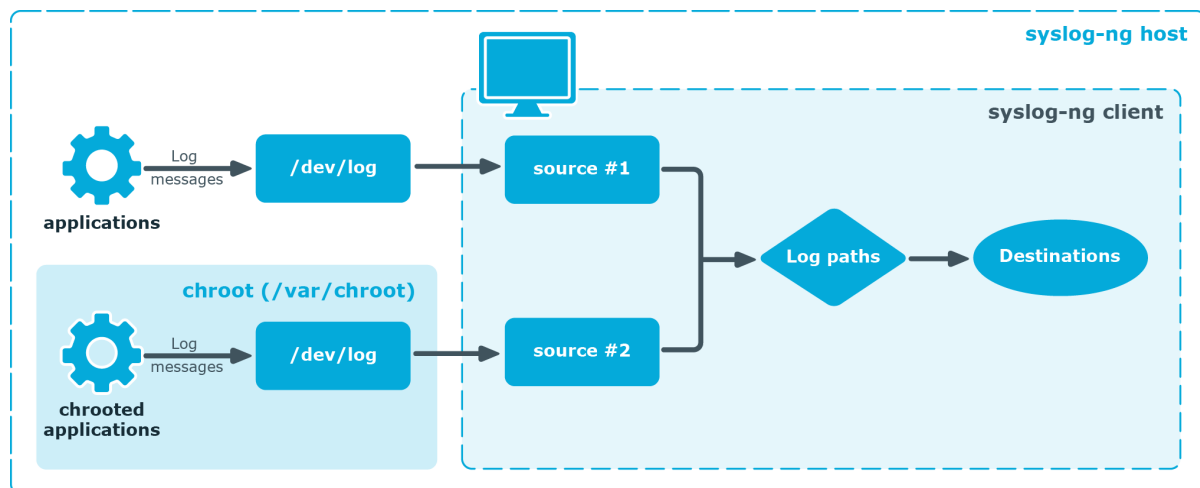 syslog-ng host
syslog-ng client
Log
messages
/dev/log
source #1
applications
Log paths
Destinations
chroot (/var/chroot)
Log
messages
/dev/log
source #2
chrooted
applications